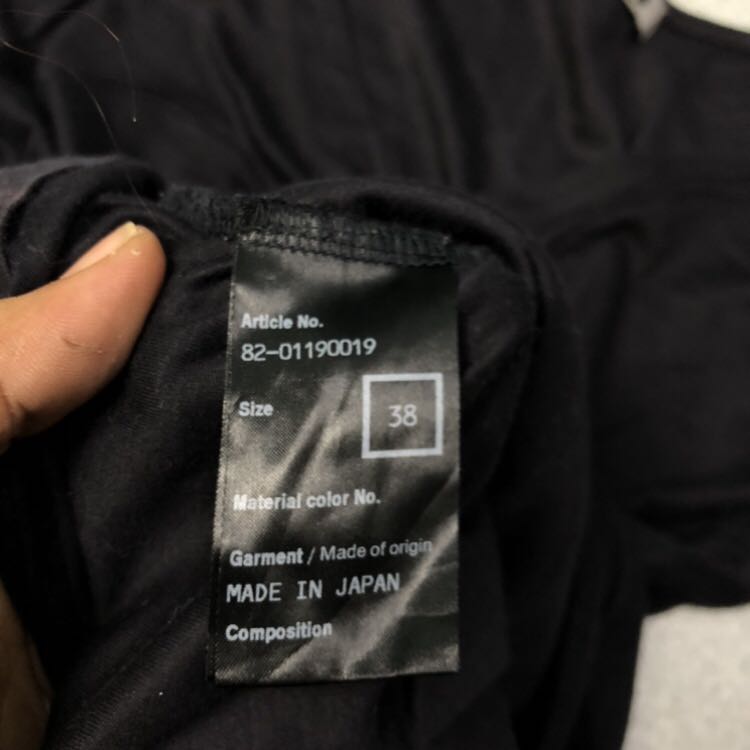 Article No.
82-01190019
Size
38
Material color No.
Garment / Made of origin
MADE IN JAPAN
Composition